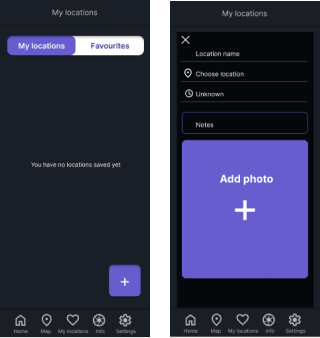 My locations
My locations
Favourites
You have no locations saved yet
+
Home
Map
My locations
Info
Settings
My locations
Location name
Choose location
Unknown
Notes
Add photo
+
Home
Map
My locations
Info
Settings